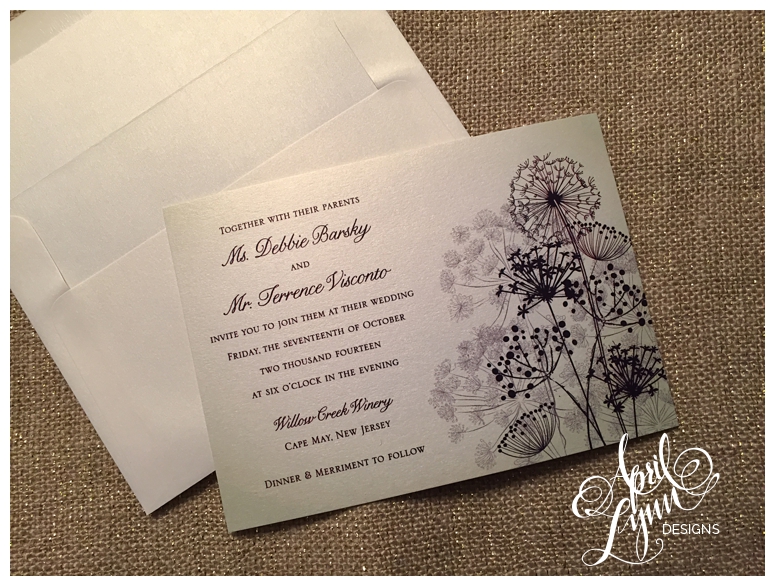 Together with their parents
Ms. Debbie Barsky
and
Mr. Terrence Visconto
invite you to join them at their wedding
Friday, the seventeenth of October
two thousand fourteen
at six o'clock in the evening
Willow Creek Winery
Cape May, New Jersey
Dinner & Merriment to follow
April
Lynn
DESIGNS